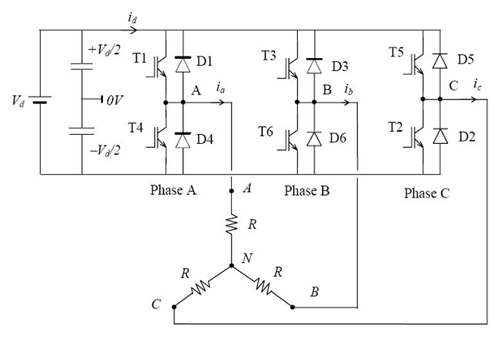 i_d
+V_d/2
T1
D1
T3
D3
T5
D5
A
i_a
B
i_b
C
i_c
V_d
0V
T4
D4
T6
D6
T2
D2
−V_d/2
Phase A
Phase B
Phase C
A
R
N
R
R
C
B